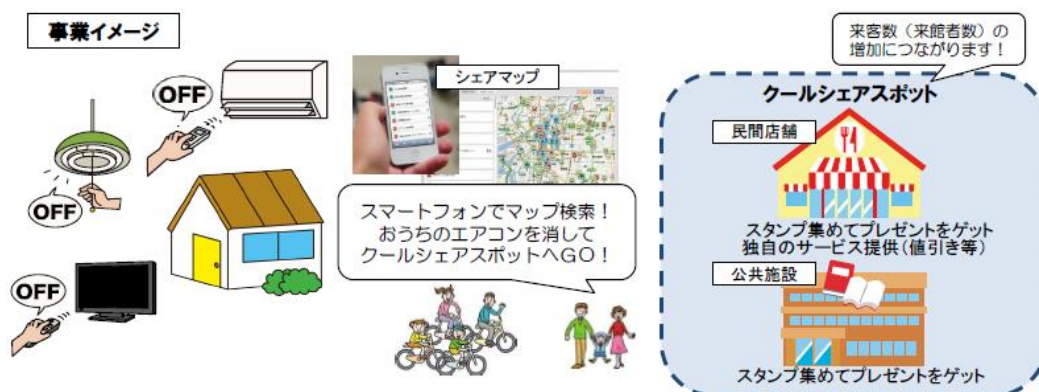 事業イメージ
OFF
OFF
OFF
シェアマップ
スマートフォンでマップ検索!
おうちのエアコンを消して
クールシェアスポットへGO!
来客数(来館者数)の
増加につながります!
クールシェアスポット
民間店舗
スタンプ集めてプレゼントをゲット
独自のサービス提供(値引き等)
公共施設
スタンプ集めてプレゼントをゲット